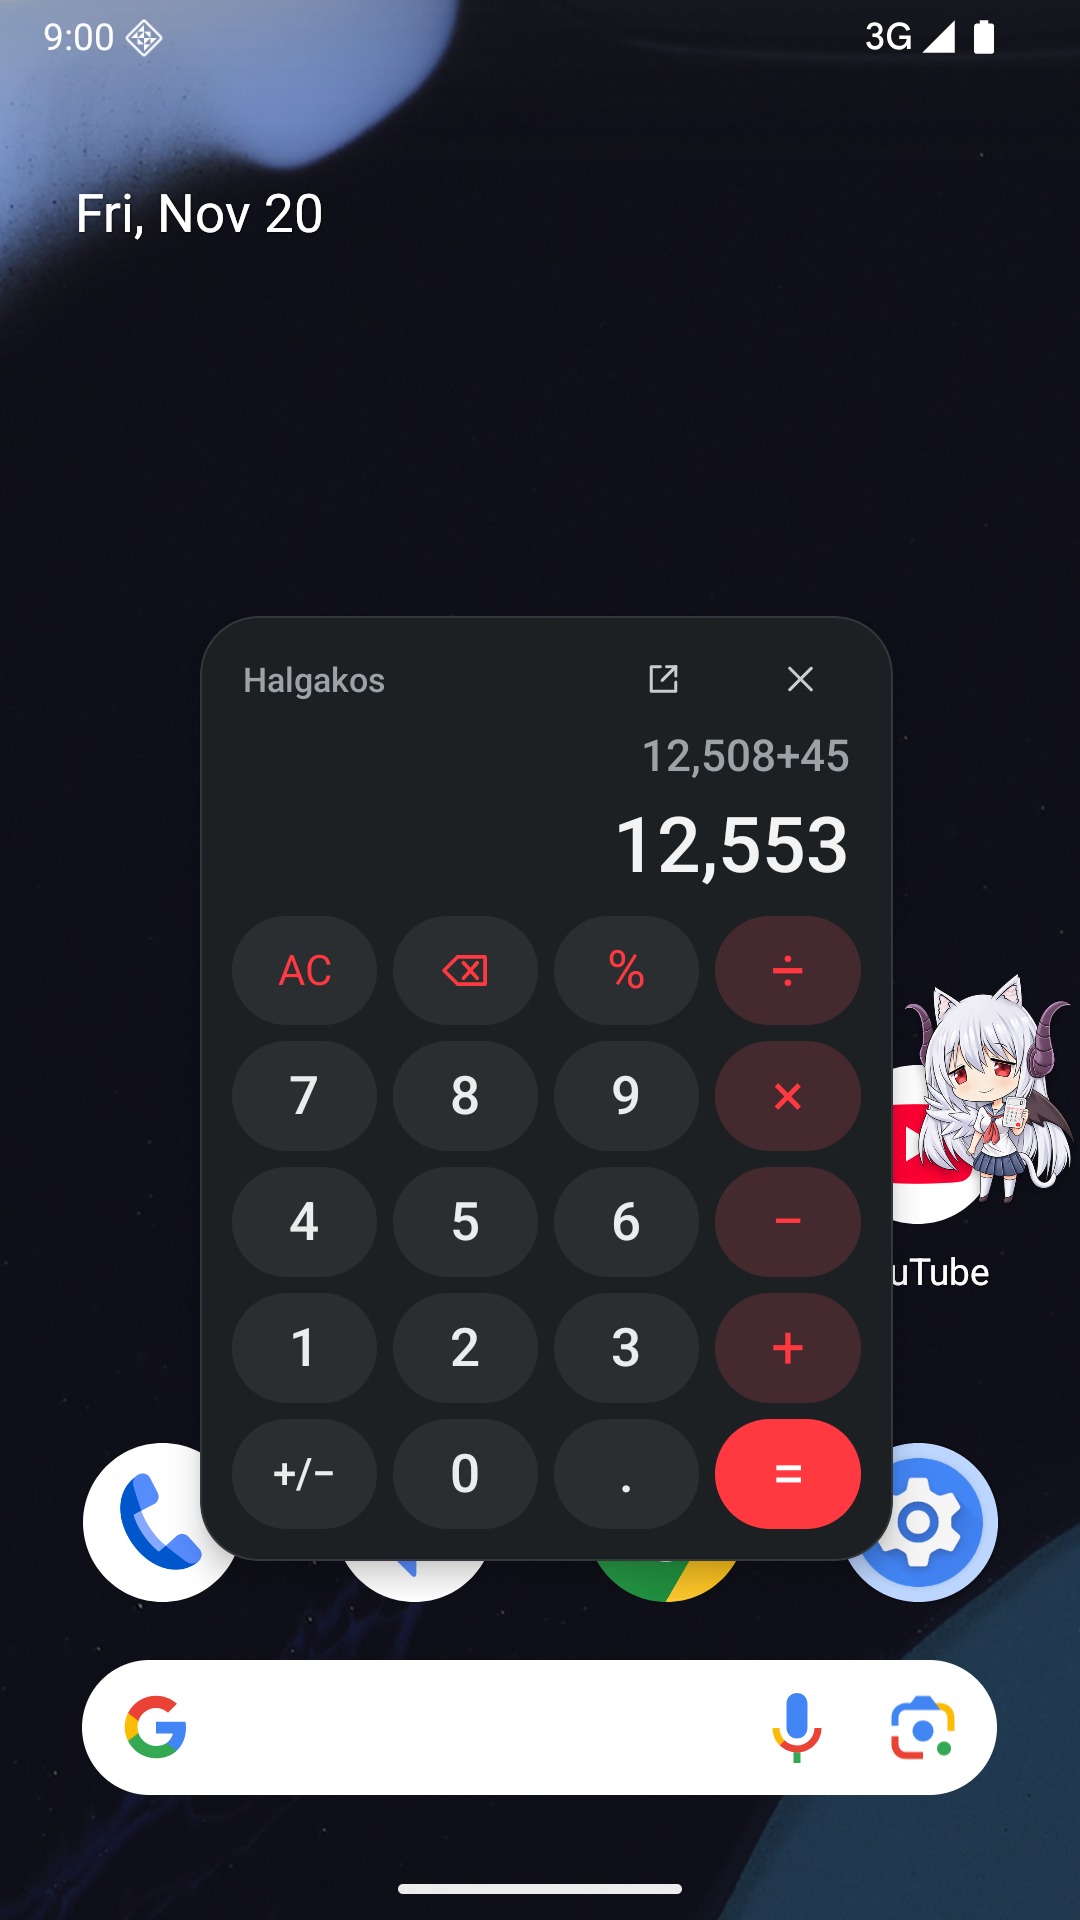 9:00
3G
Fri, Nov 20
Halgakos
12,508+45
12,553
AC % ÷
7 8 9 ×
4 5 6 −
1 2 3 +
+/− 0 . =
uTube